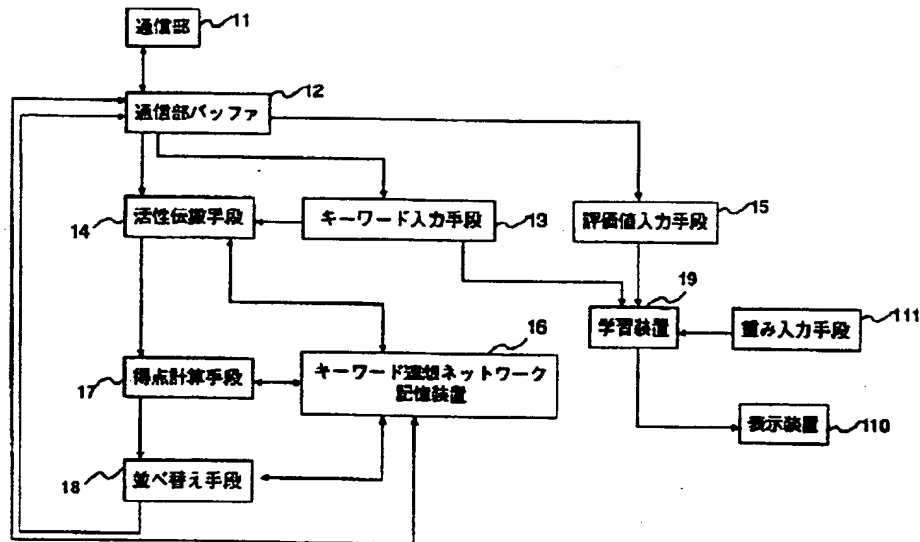 通信部 11
12
通信部バッファ
活性伝搬手段 14
キーワード入力手段 13
評価値入力手段 15
19
学習装置
重み入力手段 111
16
得点計算手段 17
キーワード連想ネットワーク
記憶装置
表示装置 110
並べ替え手段 18